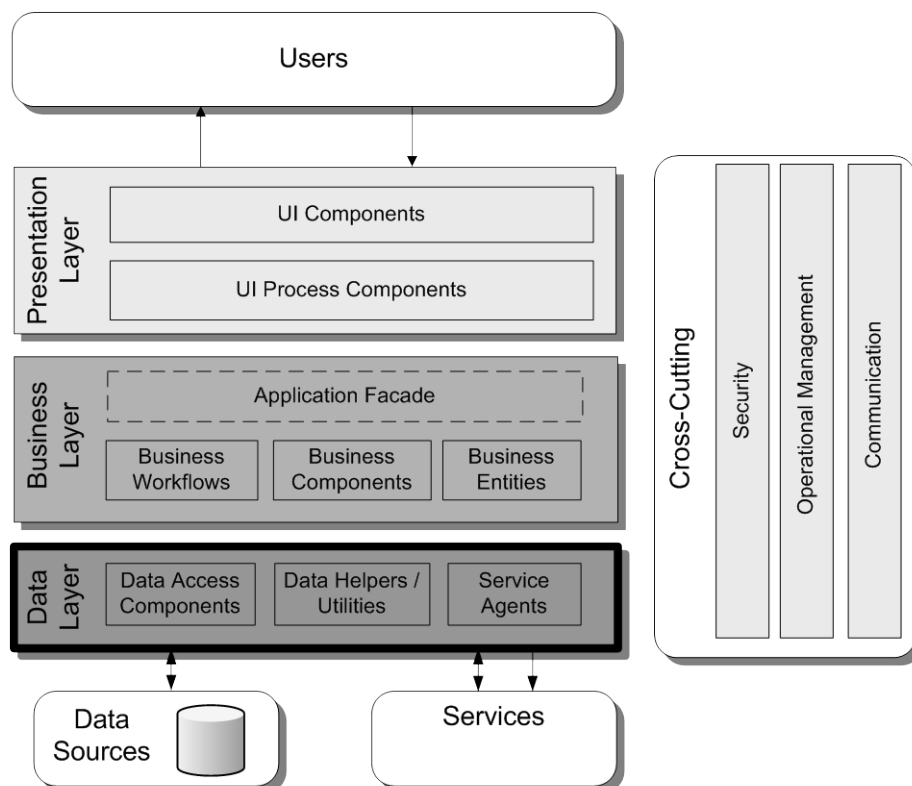 Users
Presentation
Layer
UI Components
UI Process Components
Business
Layer
Application Facade
Business
Workflows
Business
Components
Business
Entities
Data
Layer
Data Access
Components
Data Helpers /
Utilities
Service
Agents
Data
Sources
Services
Cross-Cutting
Security
Operational Management
Communication